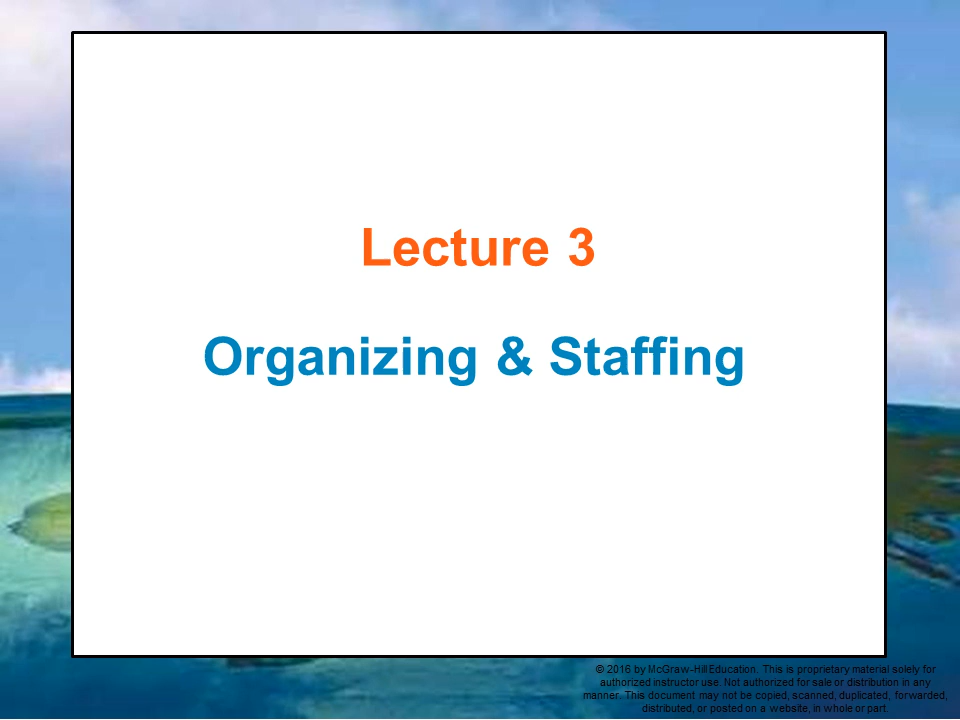 Lecture 3
Organizing & Staffing
© 2016 by McGraw-Hill Education. This is proprietary material solely for
authorized instructor use. Not authorized for sale or distribution in any
manner. This document may not be copied, scanned, duplicated, forwarded,
distributed, or posted on a website, in whole or part.